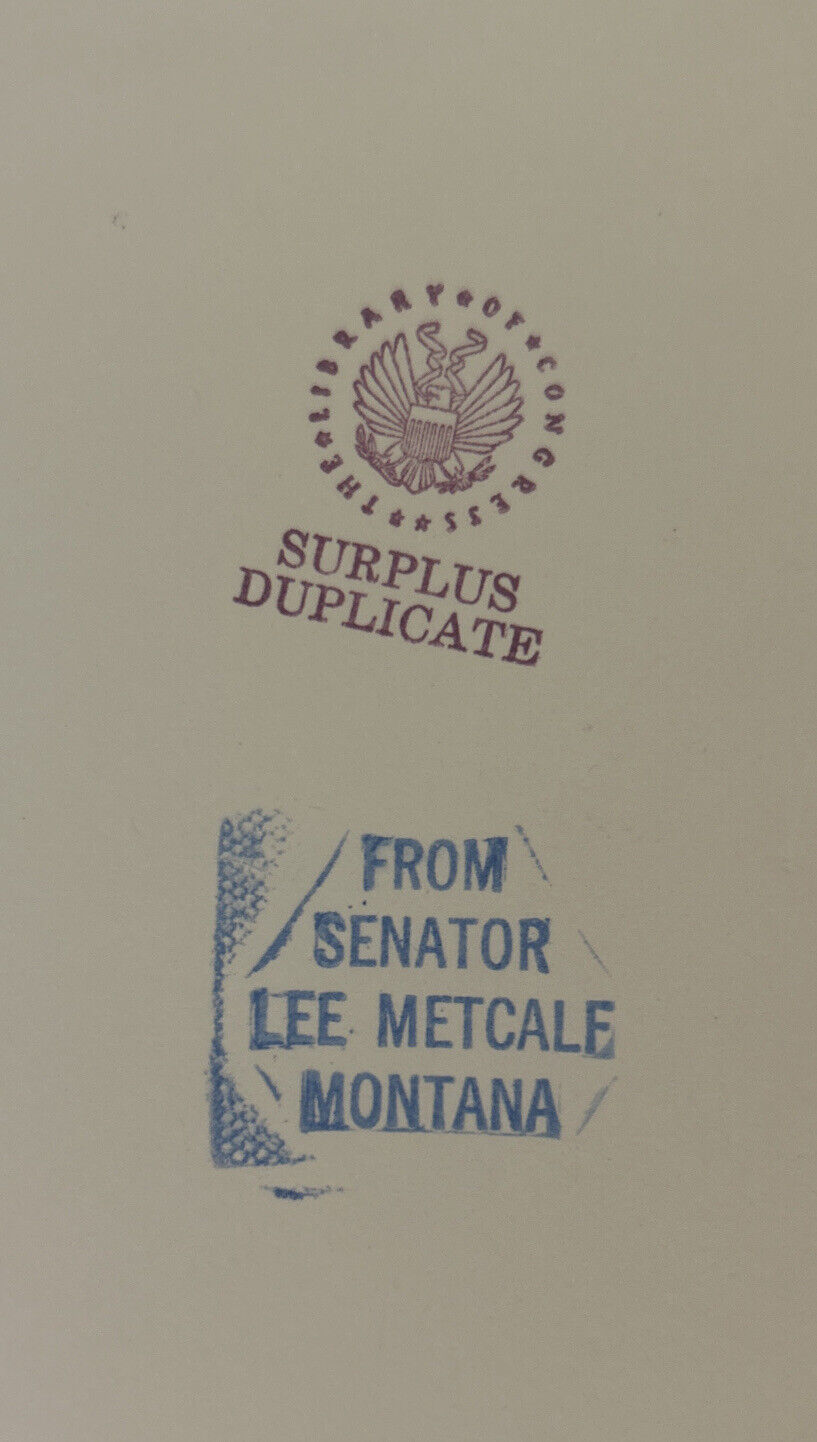 THE ★ LIBRARY ★ OF ★ CONGRESS ★ ★ ★
SURPLUS
DUPLICATE
FROM
SENATOR
LEE METCALF
MONTANA